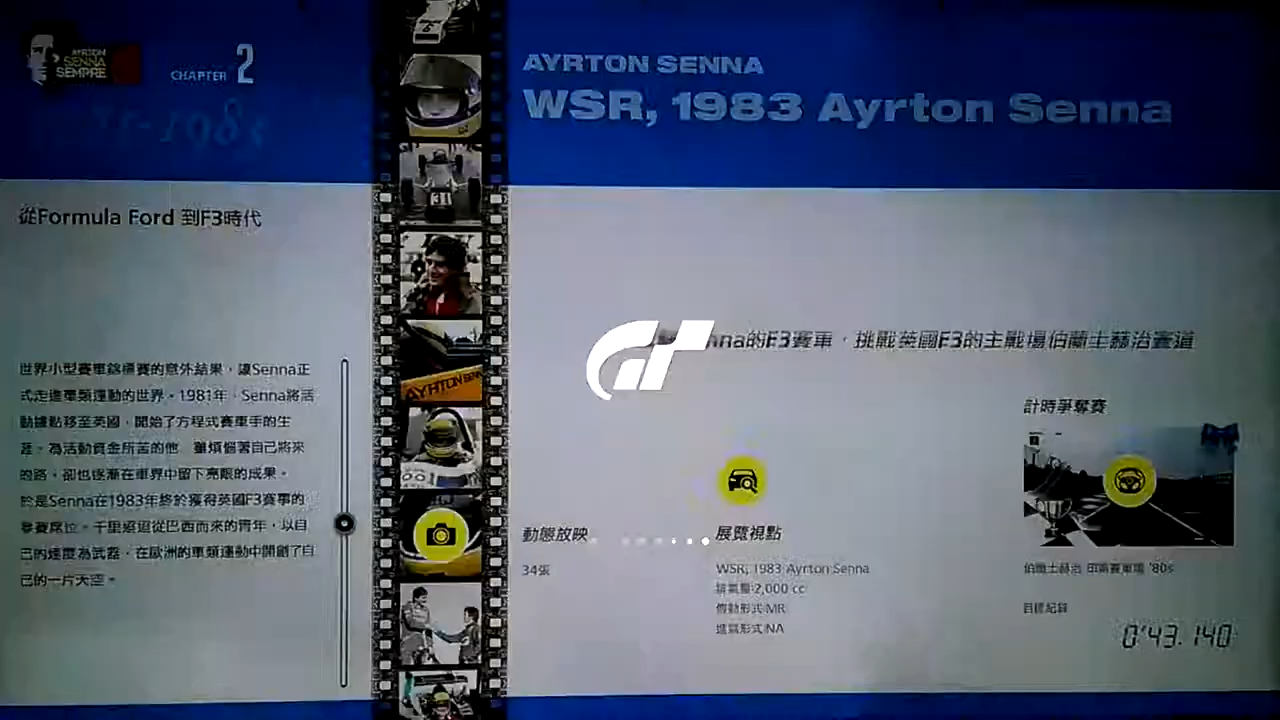 AYRTON
SENNA
SEMPRE
CHAPTER 2
從Formula Ford 到F3時代
世界小型賽車錦標賽的意外結果，讓Senna正
式走進單類運動的世界。1981年，Senna將活
動據點移至英國，開始了方程式賽車手的生
涯。為活動資金所苦的他，雖煩惱著自己將來
的路，卻也逐漸在車界中留下亮眼的成果。
於是Senna在1983年終於獲得英國F3賽事的
參賽席位。千里迢迢從巴西而來的青年，以自
己的速度為武器，在歐洲的車類運動中開創了自
己的一片天空。
31
AYRTON SENN
AYRTON SENNA
WSR, 1983 Ayrton Senna
nna的F3賽車，挑戰英國F3的主戰場伯蘭士赫治賽道
動態放映
34張
展覽視點
WSR, 1983 Ayrton Senna
排氣量:2,000 cc
傳動形式:MR
進氣形式:NA
計時爭奪賽
伯蘭士赫治 印第賽車場 '80s
目標紀錄
0'43.140